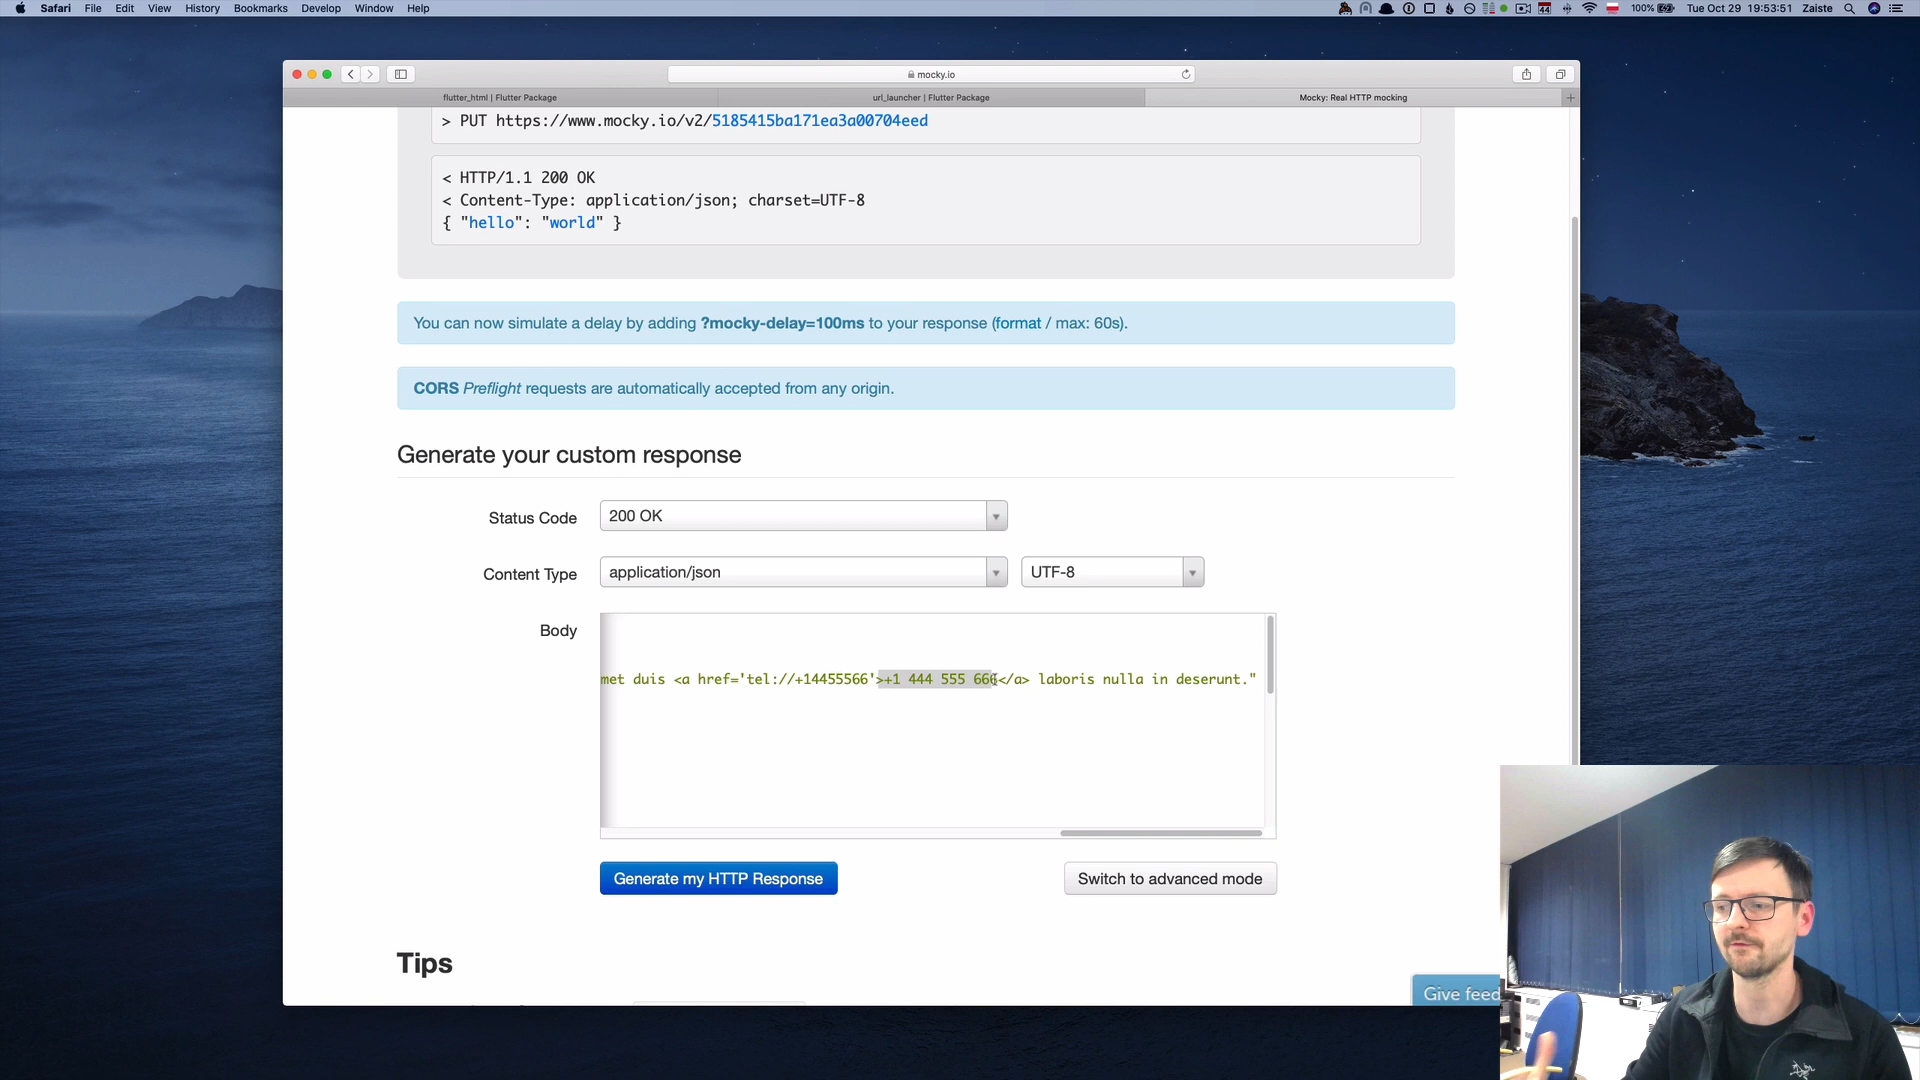 Safari File Edit View History Bookmarks Develop Window Help
100% Tue Oct 29 19:53:51 Zaiste
mocky.io
flutter_html | Flutter Package
url_launcher | Flutter Package
Mocky: Real HTTP mocking
> PUT https://www.mocky.io/v2/5185415ba171ea3a00704eed
< HTTP/1.1 200 OK
< Content-Type: application/json; charset=UTF-8
{ "hello": "world" }
You can now simulate a delay by adding ?mocky-delay=100ms to your response (format / max: 60s).
CORS Preflight requests are automatically accepted from any origin.
Generate your custom response
Status Code 200 OK
Content Type application/json UTF-8
Body
met duis <a href='tel://+14455566'>+1 444 555 666</a> laboris nulla in deserunt."
Generate my HTTP Response
Switch to advanced mode
Tips
Give feed